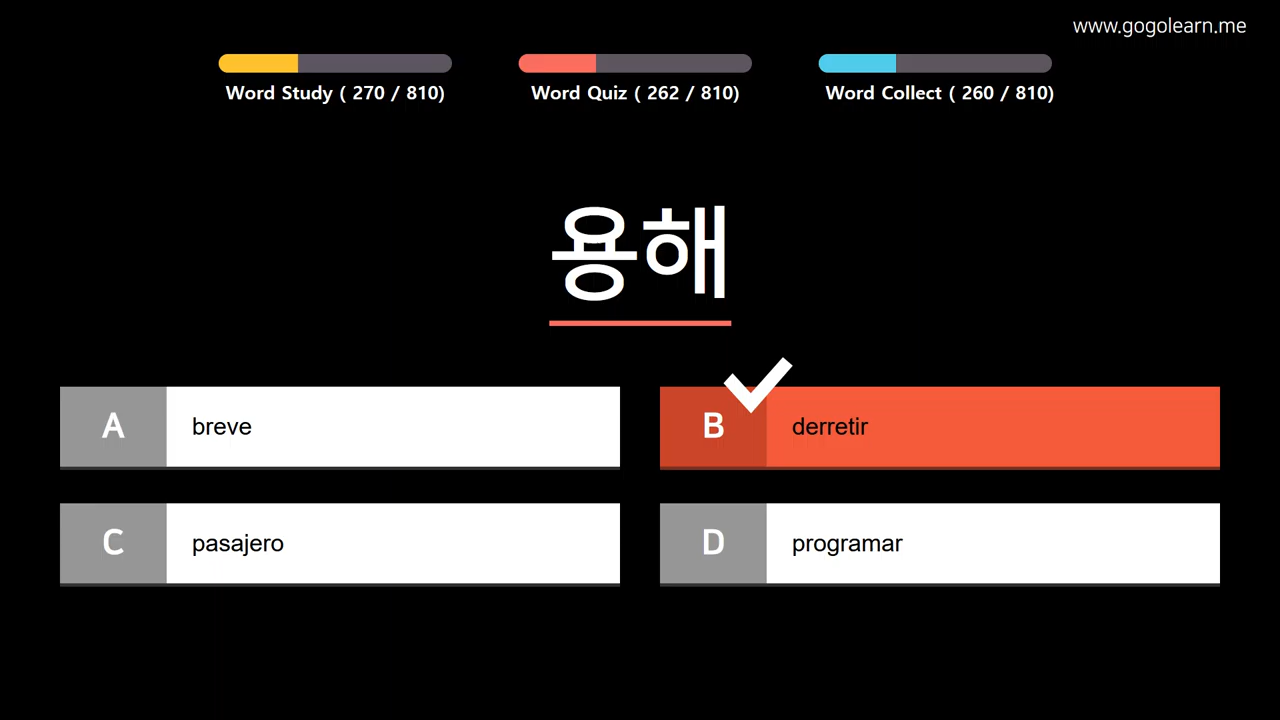 www.gogolearn.me
Word Study ( 270 / 810)
Word Quiz ( 262 / 810)
Word Collect ( 260 / 810)
용해
A breve
B derretir
C pasajero
D programar